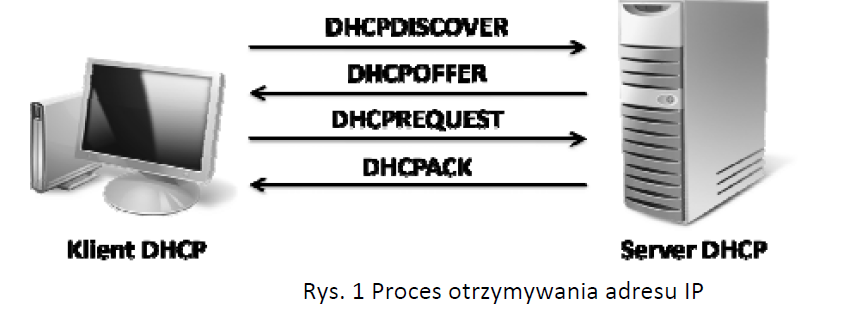 DHCPDISCOVER
DHCPOFFER
DHCPREQUEST
DHCPACK
Klient DHCP
Server DHCP
Rys. 1 Proces otrzymywania adresu IP